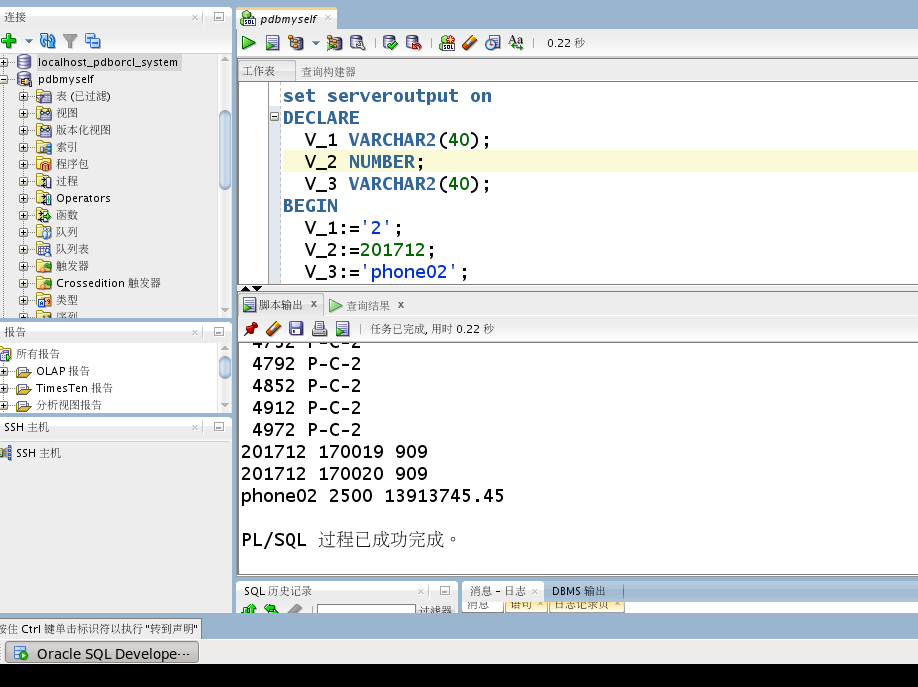 连接
localhost_pdborcl_system
pdbmyself
表 (已过滤)
视图
版本化视图
索引
程序包
过程
Operators
函数
队列
队列表
触发器
Crossedition 触发器
类型
序列
报告
所有报告
OLAP 报告
TimesTen 报告
分析视图报告
SSH 主机
SSH 主机
pdbmyself
0.22 秒
工作表 查询构建器
set serveroutput on
DECLARE
V_1 VARCHAR2(40);
V_2 NUMBER;
V_3 VARCHAR2(40);
BEGIN
V_1:='2';
V_2:=201712;
V_3:='phone02';
脚本输出 x 查询结果 x
任务已完成, 用时 0.22 秒
4792 P-C-2
4852 P-C-2
4912 P-C-2
4972 P-C-2
201712 170019 909
201712 170020 909
phone02 2500 13913745.45
PL/SQL 过程已成功完成。
SQL 历史记录
过滤器
消息 - 日志 DBMS 输出
消息 语句 日志记录页
按住 Ctrl 键单击标识符以执行 "转到声明"
Oracle SQL Develope···